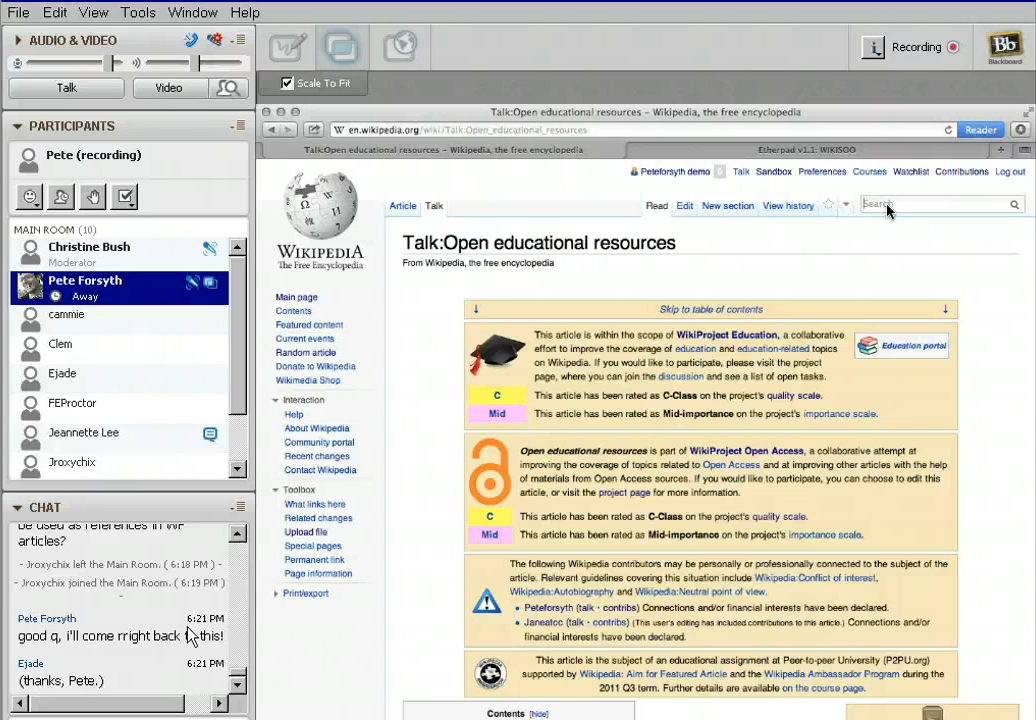 File Edit View Tools Window Help
AUDIO & VIDEO
Talk Video
PARTICIPANTS
Pete (recording)
MAIN ROOM (10)
Christine Bush
Moderator
Pete Forsyth
Away
cammie
Clem
Ejade
FEProctor
Jeannette Lee
Jroxychix
CHAT
be used as references in WP
articles?
- Jroxychix left the Main Room. ( 6:18 PM ) -
- Jroxychix joined the Main Room. ( 6:19 PM )
-
Pete Forsyth 6:21 PM
good q, i'll come rright back this!
Ejade 6:21 PM
(thanks, Pete.)
Recording
Bb
Blackboard
Scale To Fit
Talk:Open educational resources – Wikipedia, the free encyclopedia
W en.wikipedia.org/wiki/Talk:Open_educational_resources Reader
Talk:Open educational resources – Wikipedia, the free encyclopedia Etherpad v1.1: WIKISOO
Peteforsyth demo 0 Talk Sandbox Preferences Courses Watchlist Contributions Log out
Article Talk Read Edit New section View history Search
WIKIPEDIA
The Free Encyclopedia
Main page
Contents
Featured content
Current events
Random article
Donate to Wikipedia
Wikimedia Shop
Interaction
Help
About Wikipedia
Community portal
Recent changes
Contact Wikipedia
Toolbox
What links here
Related changes
Upload file
Special pages
Permanent link
Page information
Print/export
Talk:Open educational resources
From Wikipedia, the free encyclopedia
↓ Skip to table of contents ↓
This article is within the scope of WikiProject Education, a collaborative
effort to improve the coverage of education and education-related topics
on Wikipedia. If you would like to participate, please visit the project
page, where you can join the discussion and see a list of open tasks.
Education portal
C This article has been rated as C-Class on the project's quality scale.
Mid This article has been rated as Mid-importance on the project's importance scale.
Open educational resources is part of WikiProject Open Access, a collaborative attempt at
improving the coverage of topics related to Open Access and at improving other articles with the help
of materials from Open Access sources. If you would like to participate, you can choose to edit this
article, or visit the project page for more information.
C This article has been rated as C-Class on the project's quality scale.
Mid This article has been rated as Mid-importance on the project's importance scale.
The following Wikipedia contributors may be personally or professionally connected to the subject of the
article. Relevant guidelines covering this situation include Wikipedia:Conflict of interest,
Wikipedia:Autobiography and Wikipedia:Neutral point of view.
• Peteforsyth (talk · contribs) Connections and/or financial interests have been declared.
• Janeatcc (talk · contribs) (This user's editing has included contributions to this article.) Connections and/or
financial interests have been declared.
This article is the subject of an educational assignment at Peer-to-peer University (P2PU.org)
supported by Wikipedia: Aim for Featured Article and the Wikipedia Ambassador Program during the
2011 Q3 term. Further details are available on the course page.
Contents [hide]